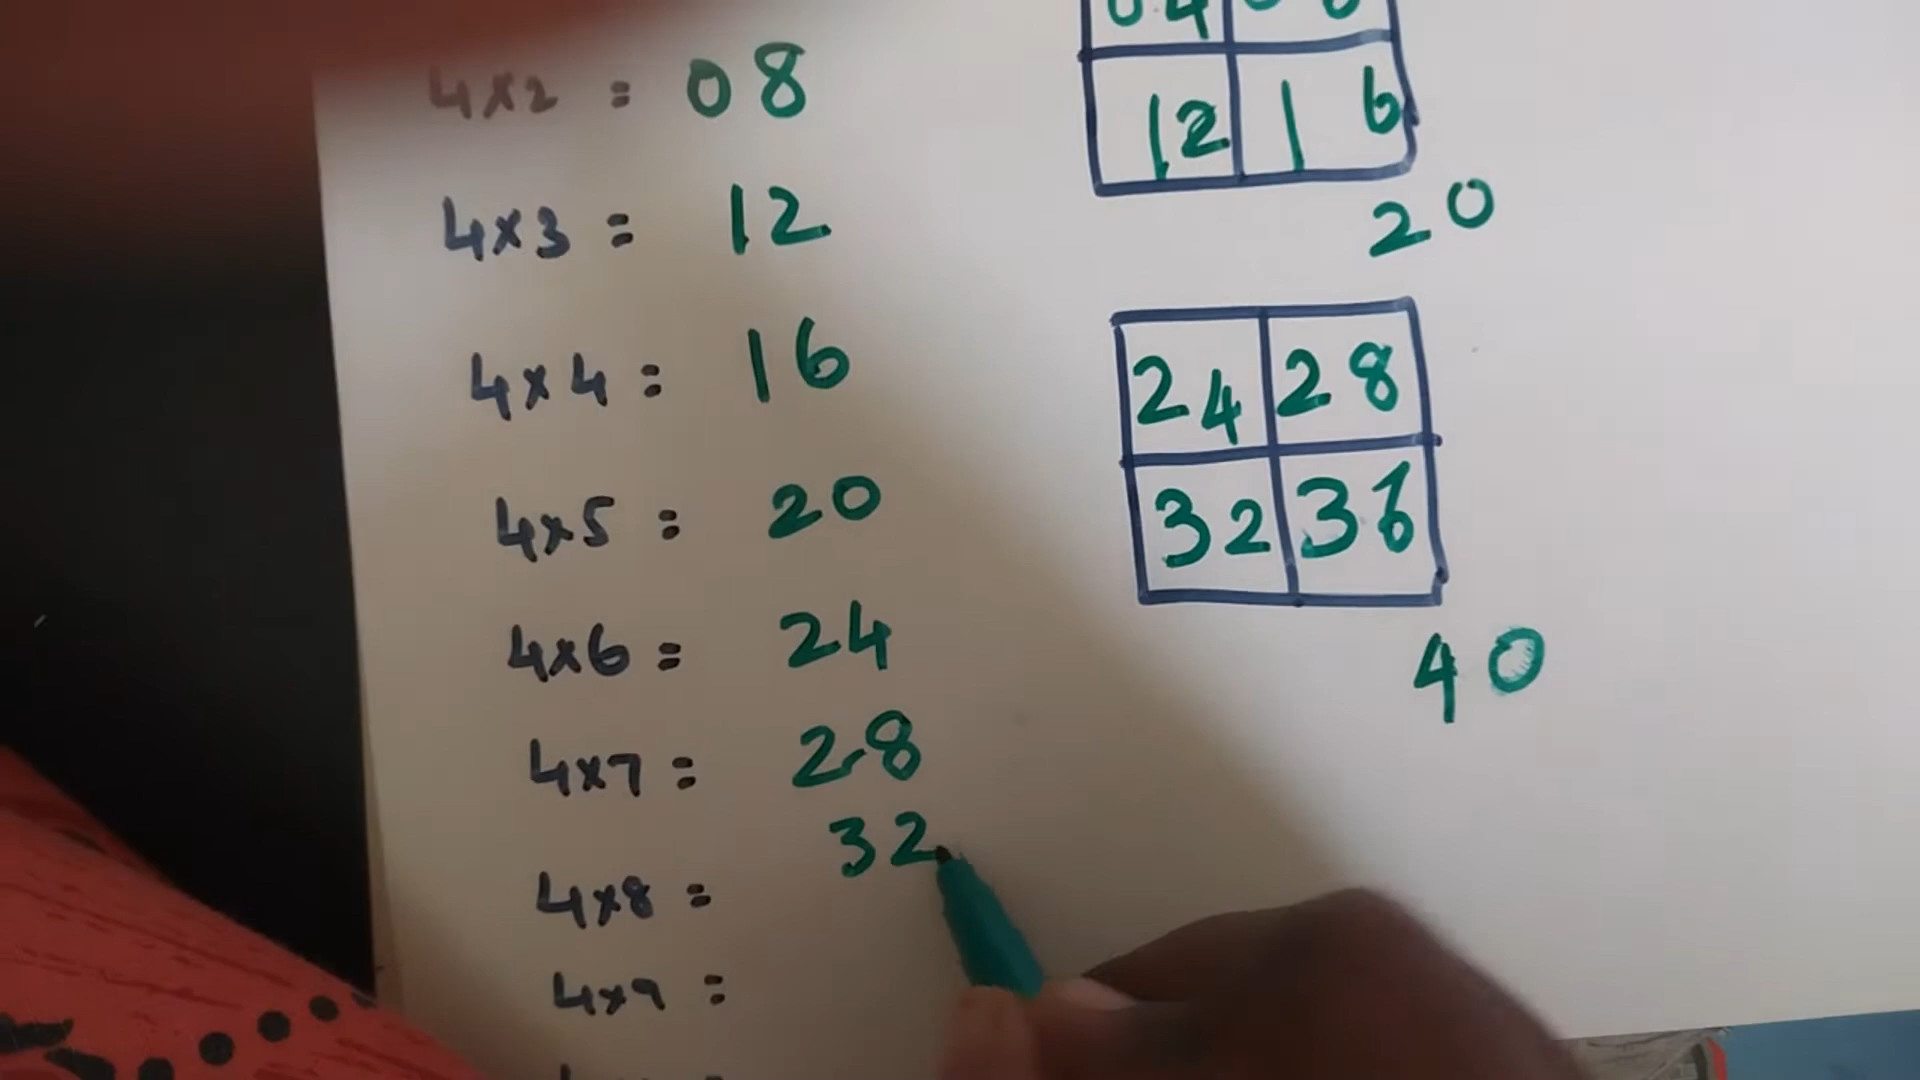 4x2 = 08
4x3 = 12
4x4 = 16
4x5 = 20
4x6 = 24
4x7 = 28
4x8 = 32
4x9 =
04
12 16
20
24 28
32 36
40